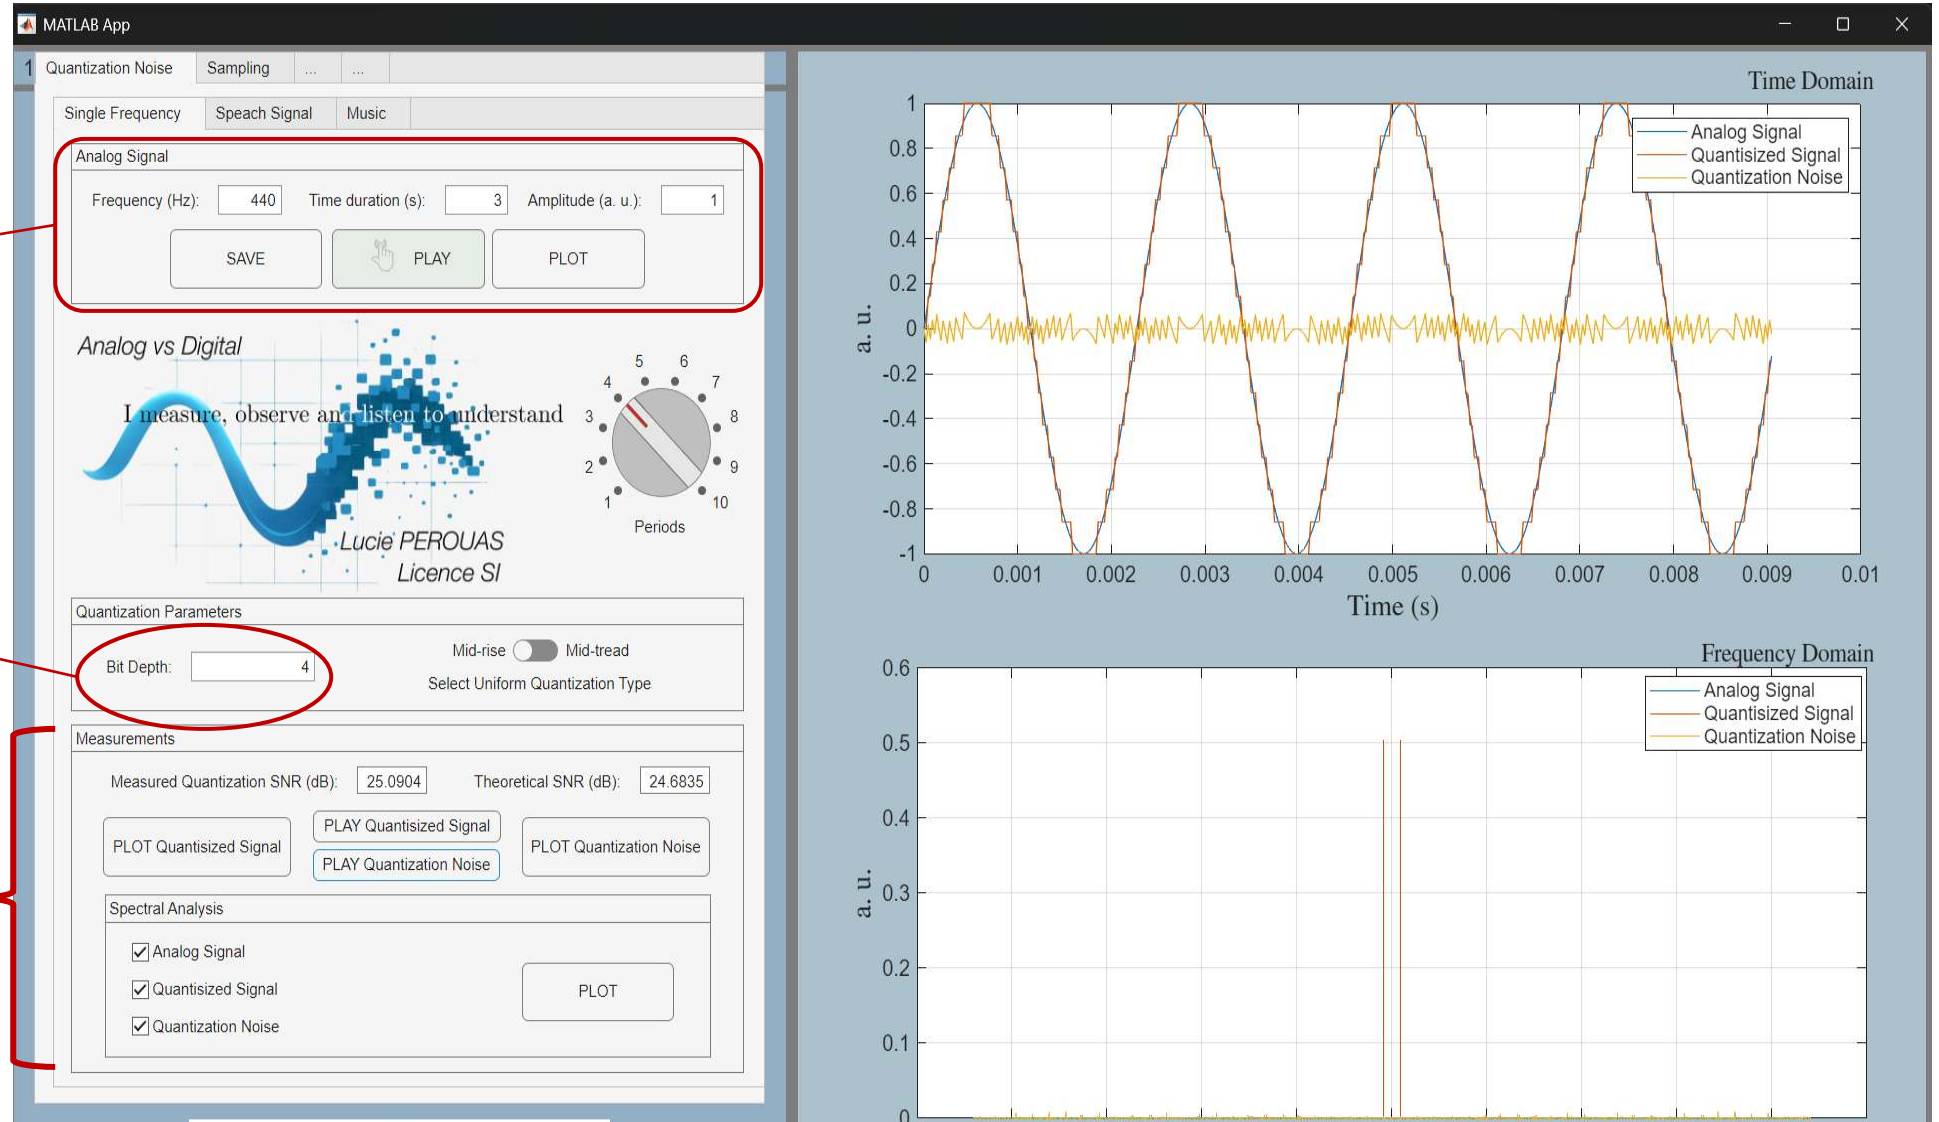 MATLAB App
1
Quantization Noise Sampling ... ...
Single Frequency Speach Signal Music
Analog Signal
Frequency (Hz): 440 Time duration (s): 3 Amplitude (a. u.): 1
SAVE PLAY PLOT
Analog vs Digital
I measure, observe and listen to understand
Lucie PEROUAS
Licence SI
1 2 3 4 5 6 7 8 9 10
Periods
Quantization Parameters
Bit Depth: 4
Mid-rise Mid-tread
Select Uniform Quantization Type
Measurements
Measured Quantization SNR (dB): 25.0904 Theoretical SNR (dB): 24.6835
PLOT Quantisized Signal
PLAY Quantisized Signal
PLAY Quantization Noise
PLOT Quantization Noise
Spectral Analysis
Analog Signal
Quantisized Signal
Quantization Noise
PLOT
Time Domain
Analog Signal
Quantisized Signal
Quantization Noise
1
0.8
0.6
0.4
0.2
0
-0.2
-0.4
-0.6
-0.8
-1
a. u.
0 0.001 0.002 0.003 0.004 0.005 0.006 0.007 0.008 0.009 0.01
Time (s)
Frequency Domain
Analog Signal
Quantisized Signal
Quantization Noise
0.6
0.5
0.4
0.3
0.2
0.1
0
a. u.